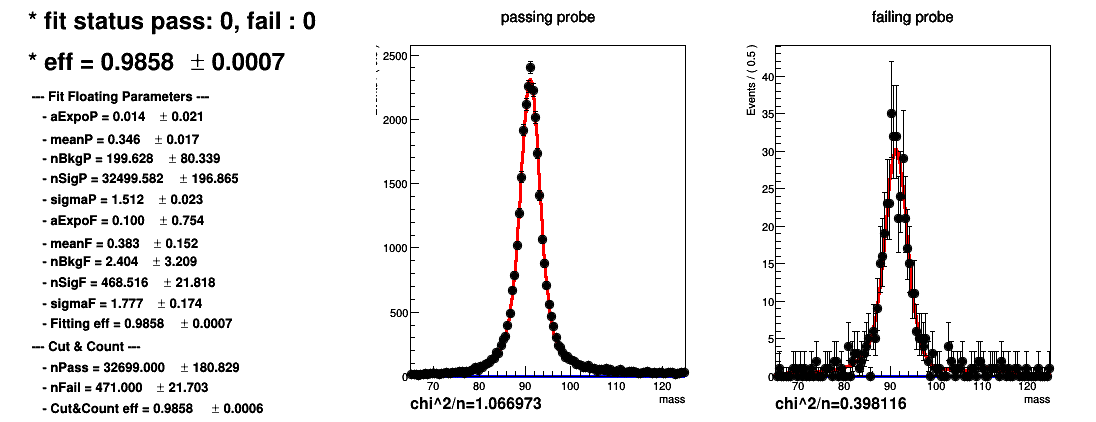 * fit status pass: 0, fail : 0
* eff = 0.9858 ± 0.0007
--- Fit Floating Parameters ---
- aExpoP = 0.014 ± 0.021
- meanP = 0.346 ± 0.017
- nBkgP = 199.628 ± 80.339
- nSigP = 32499.582 ± 196.865
- sigmaP = 1.512 ± 0.023
- aExpoF = 0.100 ± 0.754
- meanF = 0.383 ± 0.152
- nBkgF = 2.404 ± 3.209
- nSigF = 468.516 ± 21.818
- sigmaF = 1.777 ± 0.174
- Fitting eff = 0.9858 ± 0.0007
--- Cut & Count ---
- nPass = 32699.000 ± 180.829
- nFail = 471.000 ± 21.703
- Cut&Count eff = 0.9858 ± 0.0006
passing probe
2500
2000
1500
1000
500
0
70 80 90 100 110 120
mass
chi^2/n=1.066973
failing probe
Events / ( 0.5 )
40
35
30
25
20
15
10
5
0
70 80 90 100 110 120
mass
chi^2/n=0.398116